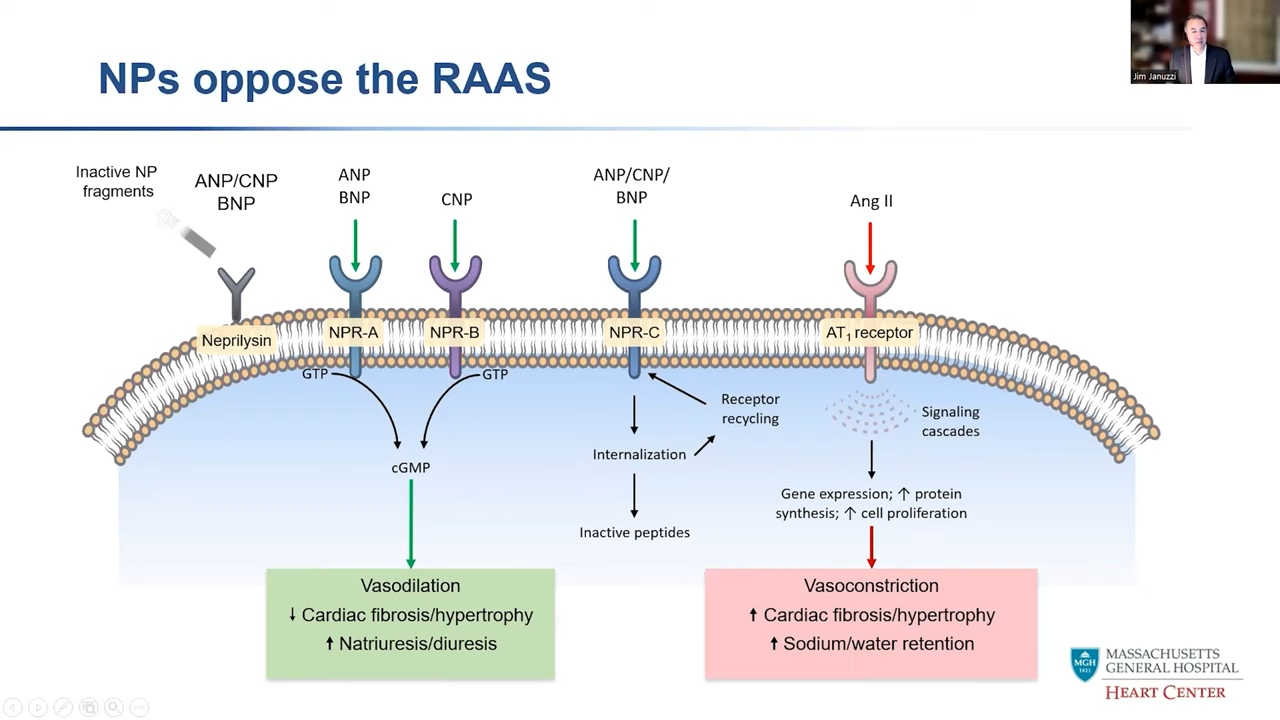 Jim Januzzi
NPs oppose the RAAS
Inactive NP
fragments
ANP/CNP
BNP
ANP
BNP
CNP
ANP/CNP/
BNP
Ang II
Neprilysin
NPR-A
NPR-B
NPR-C
AT1 receptor
GTP
GTP
cGMP
Receptor
recycling
Internalization
Inactive peptides
Signaling
cascades
Gene expression; ↑ protein
synthesis; ↑ cell proliferation
Vasodilation
↓ Cardiac fibrosis/hypertrophy
↑ Natriuresis/diuresis
Vasoconstriction
↑ Cardiac fibrosis/hypertrophy
↑ Sodium/water retention
MGH
1811
MASSACHUSETTS
GENERAL HOSPITAL
HEART CENTER